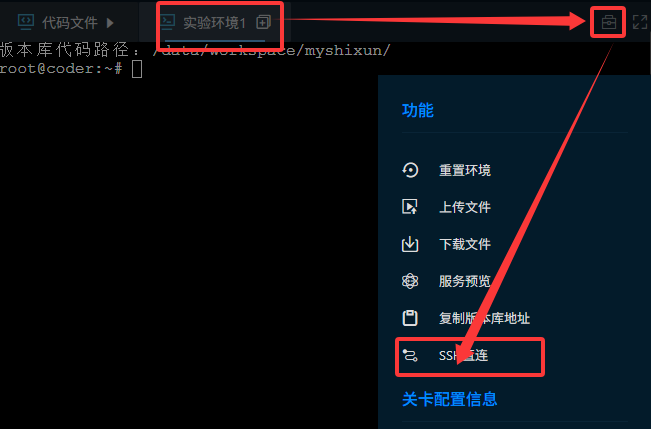 代码文件
实验环境1
版本库代码路径：/data/workspace/myshixun/
root@coder:~#
功能
重置环境
上传文件
下载文件
服务预览
复制版本库地址
SSH直连
关卡配置信息